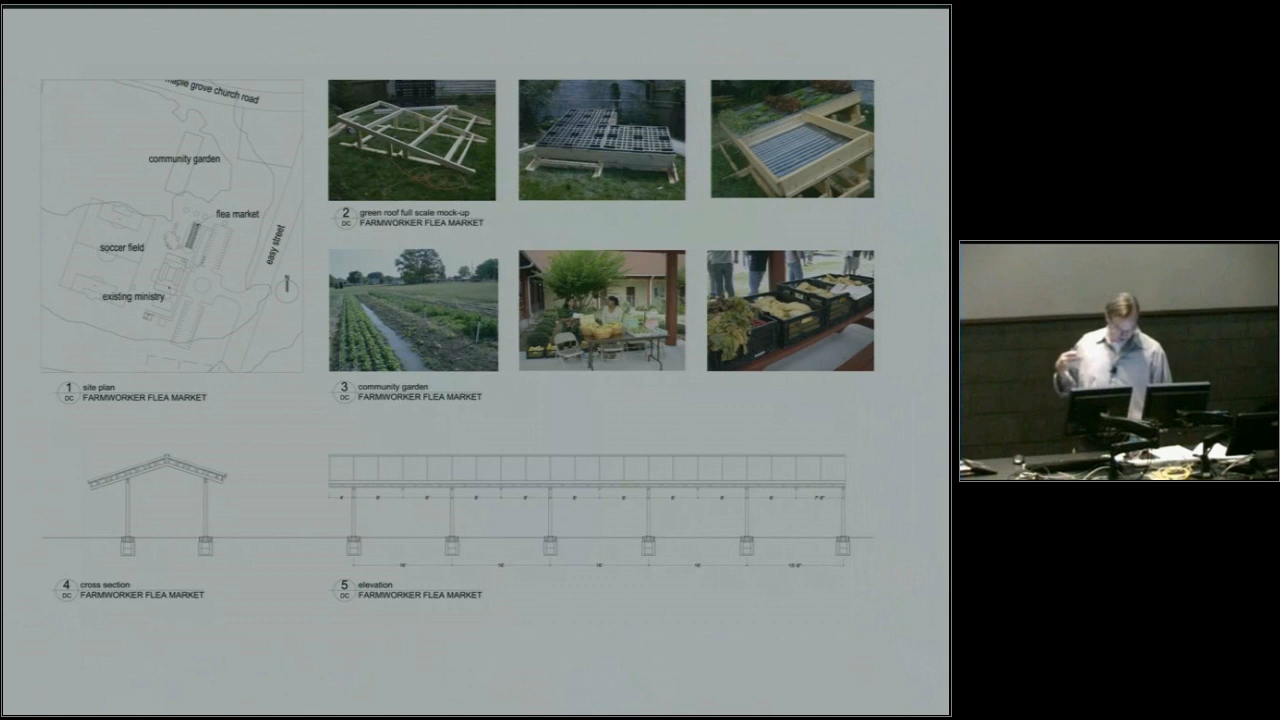 maple grove church road
community garden
flea market
easy street
soccer field
existing ministry
1
DC
site plan
FARMWORKER FLEA MARKET
2
DC
green roof full scale mock-up
FARMWORKER FLEA MARKET
3
DC
community garden
FARMWORKER FLEA MARKET
4
DC
cross section
FARMWORKER FLEA MARKET
5
DC
elevation
FARMWORKER FLEA MARKET